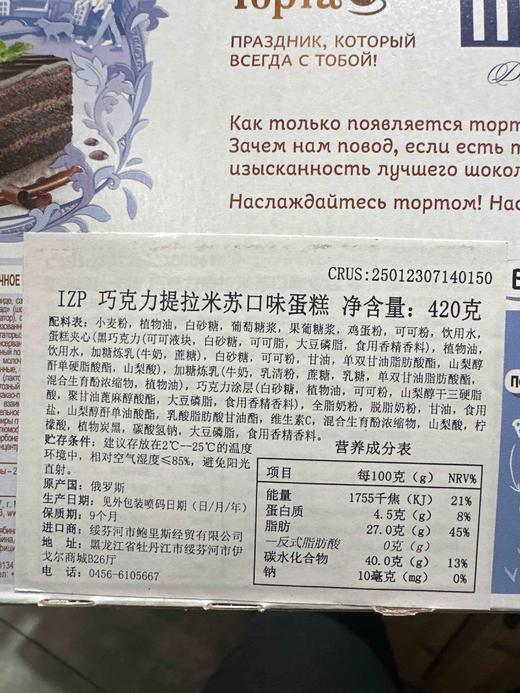 Торта
ПРАЗДНИК, КОТОРЫЙ
ВСЕГДА С ТОБОЙ!
Как только появляется торт
Зачем нам повод, если есть
изысканность лучшего шокол
Наслаждайтесь тортом! Нас
CRUS:25012307140150
IZP 巧克力提拉米苏口味蛋糕 净含量：420克
配料表：小麦粉，植物油，白砂糖，葡萄糖浆，果葡糖浆，鸡蛋粉，可可粉，饮用水，
蛋糕夹心(黑巧克力(可可液块，白砂糖，可可脂，大豆磷脂，食用香精香料)，植物油，
饮用水，加糖炼乳(牛奶，蔗糖)，白砂糖，可可粉，甘油，单双甘油脂肪酸酯，山梨醇
酐单硬脂酸酯，山梨酸)，加糖炼乳(牛奶，乳清粉，蔗糖，乳糖，单双甘油脂肪酸酯，
混合生育酚浓缩物，植物油)，巧克力涂层(白砂糖，植物油，可可粉，山梨醇干三硬脂
酸，聚甘油蓖麻醇酸酯，大豆磷脂，食用香精香料)，全脂奶粉，脱脂奶粉，甘油，食用
盐，山梨醇酐油酸酯，乳酸脂肪酸甘油酯，维生素C，混合生育酚浓缩物，山梨酸，柠
檬酸，植物炭黑，碳酸氢钠，大豆磷脂，食用香精香料。
贮存条件：建议存放在2℃—25℃的温度
环境中，相对空气湿度≤85%，避免阳光
直射。
原产国：俄罗斯
生产日期：见外包装喷码日期（日/月/年）
保质期：9个月
进口商：绥芬河市鲍里斯经贸有限公司
地 址：黑龙江省牡丹江市绥芬河市伊
戈尔商城B26厅
电 话：0456-6105667
营养成分表
项目 每100克(g) NRV%
能量 1755千焦(KJ) 21%
蛋白质 4.5克(g) 8%
脂肪 27.0克(g) 45%
—反式脂肪酸 0克(g)
碳水化合物 40.0克(g) 13%
钠 10毫克(mg) 0%